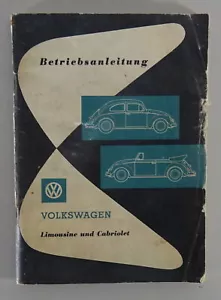 Betriebsanleitung
VW
VOLKSWAGEN
Limousine und Cabriolet